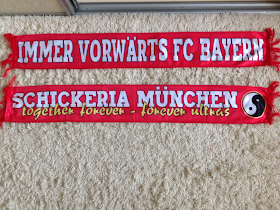 IMMER VORWÄRTS FC BAYERN
SCHICKERIA MÜNCHEN
together forever - forever ultras